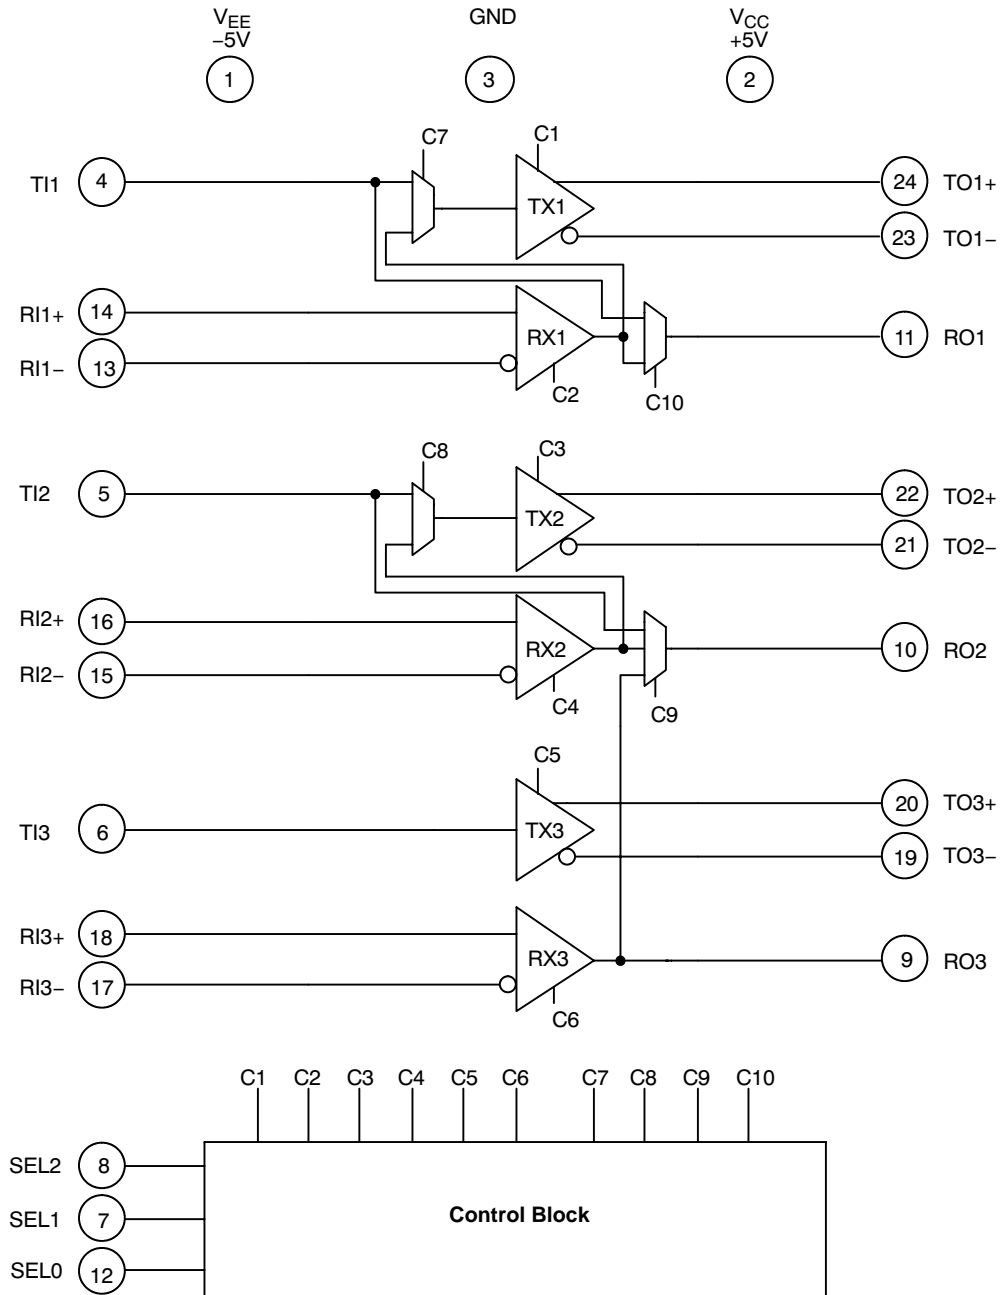 VEE GND VCC
−5V +5V
1 3 2
C7 C1
TI1 4 24 TO1+
TX1
23 TO1−
RI1+ 14
RX1 11 RO1
RI1− 13
C2 C10
C8 C3
TI2 5 22 TO2+
TX2
21 TO2−
RI2+ 16
RX2 10 RO2
RI2− 15
C4 C9
C5
20 TO3+
TI3 6 TX3
19 TO3−
RI3+ 18
RX3 9 RO3
RI3− 17
C6
C1 C2 C3 C4 C5 C6 C7 C8 C9 C10
SEL2 8
SEL1 7 Control Block
SEL0 12